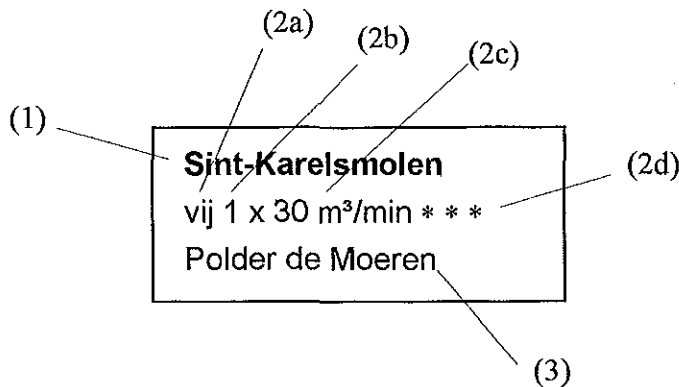 (2a)
(2b)
(2c)
(1)
Sint-Karelsmolen
(2d)
vij 1 x 30 m³/min * * *
Polder de Moeren
(3)